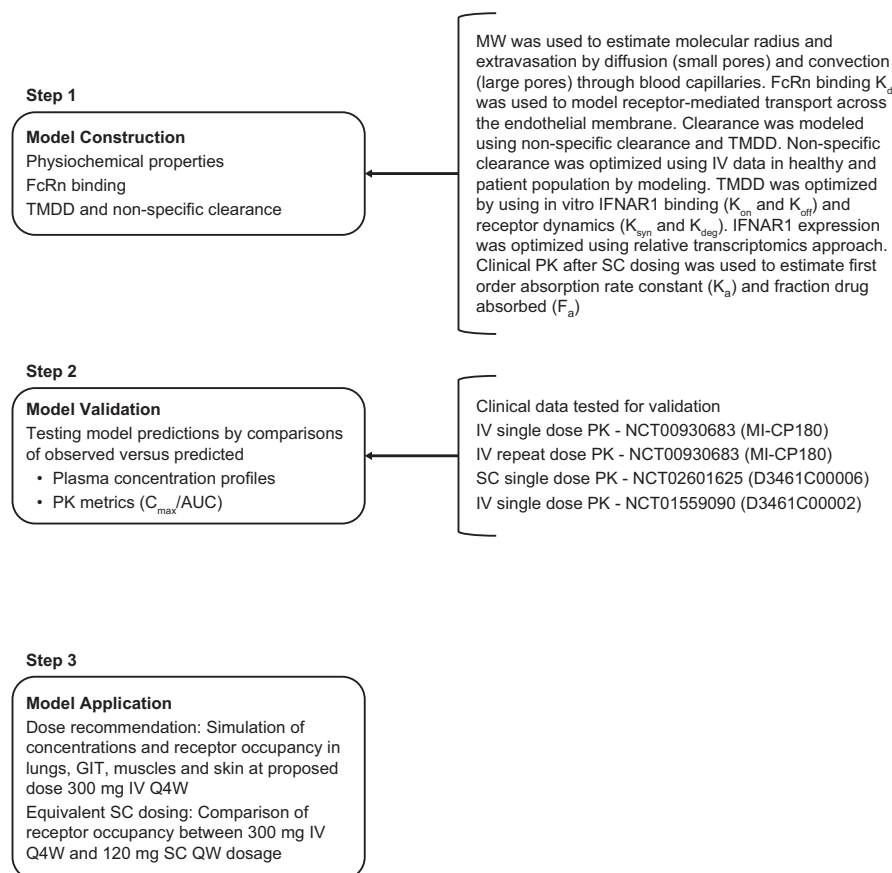 Step 1
Model Construction
Physiochemical properties
FcRn binding
TMDD and non-specific clearance
MW was used to estimate molecular radius and
extravasation by diffusion (small pores) and convection
(large pores) through blood capillaries. FcRn binding Kd
was used to model receptor-mediated transport across
the endothelial membrane. Clearance was modeled
using non-specific clearance and TMDD. Non-specific
clearance was optimized using IV data in healthy and
patient population by modeling. TMDD was optimized
by using in vitro IFNAR1 binding (Kon and Koff) and
receptor dynamics (Ksyn and Kdeg). IFNAR1 expression
was optimized using relative transcriptomics approach.
Clinical PK after SC dosing was used to estimate first
order absorption rate constant (Ka) and fraction drug
absorbed (Fa)
Step 2
Model Validation
Testing model predictions by comparisons
of observed versus predicted
• Plasma concentration profiles
• PK metrics (Cmax/AUC)
Clinical data tested for validation
IV single dose PK - NCT00930683 (MI-CP180)
IV repeat dose PK - NCT00930683 (MI-CP180)
SC single dose PK - NCT02601625 (D3461C00006)
IV single dose PK - NCT01559090 (D3461C00002)
Step 3
Model Application
Dose recommendation: Simulation of
concentrations and receptor occupancy in
lungs, GIT, muscles and skin at proposed
dose 300 mg IV Q4W
Equivalent SC dosing: Comparison of
receptor occupancy between 300 mg IV
Q4W and 120 mg SC QW dosage